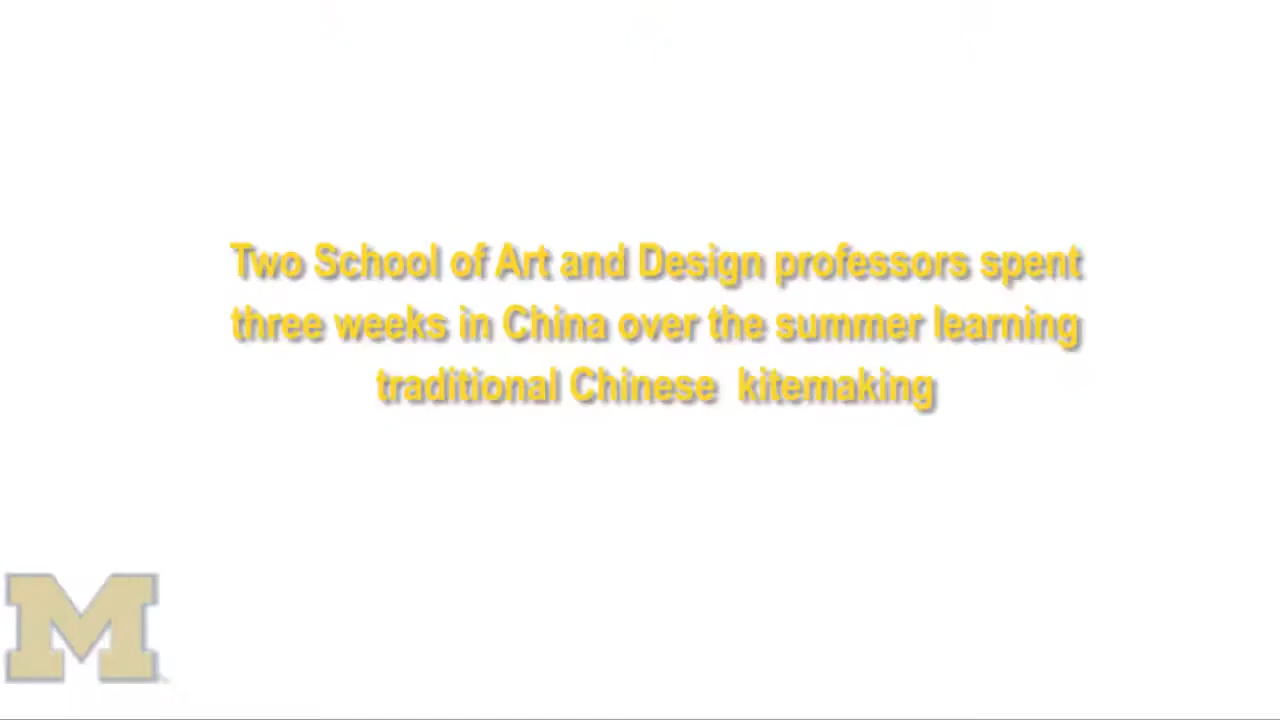 Two School of Art and Design professors spent
three weeks in China over the summer learning
traditional Chinese  kitemaking
M